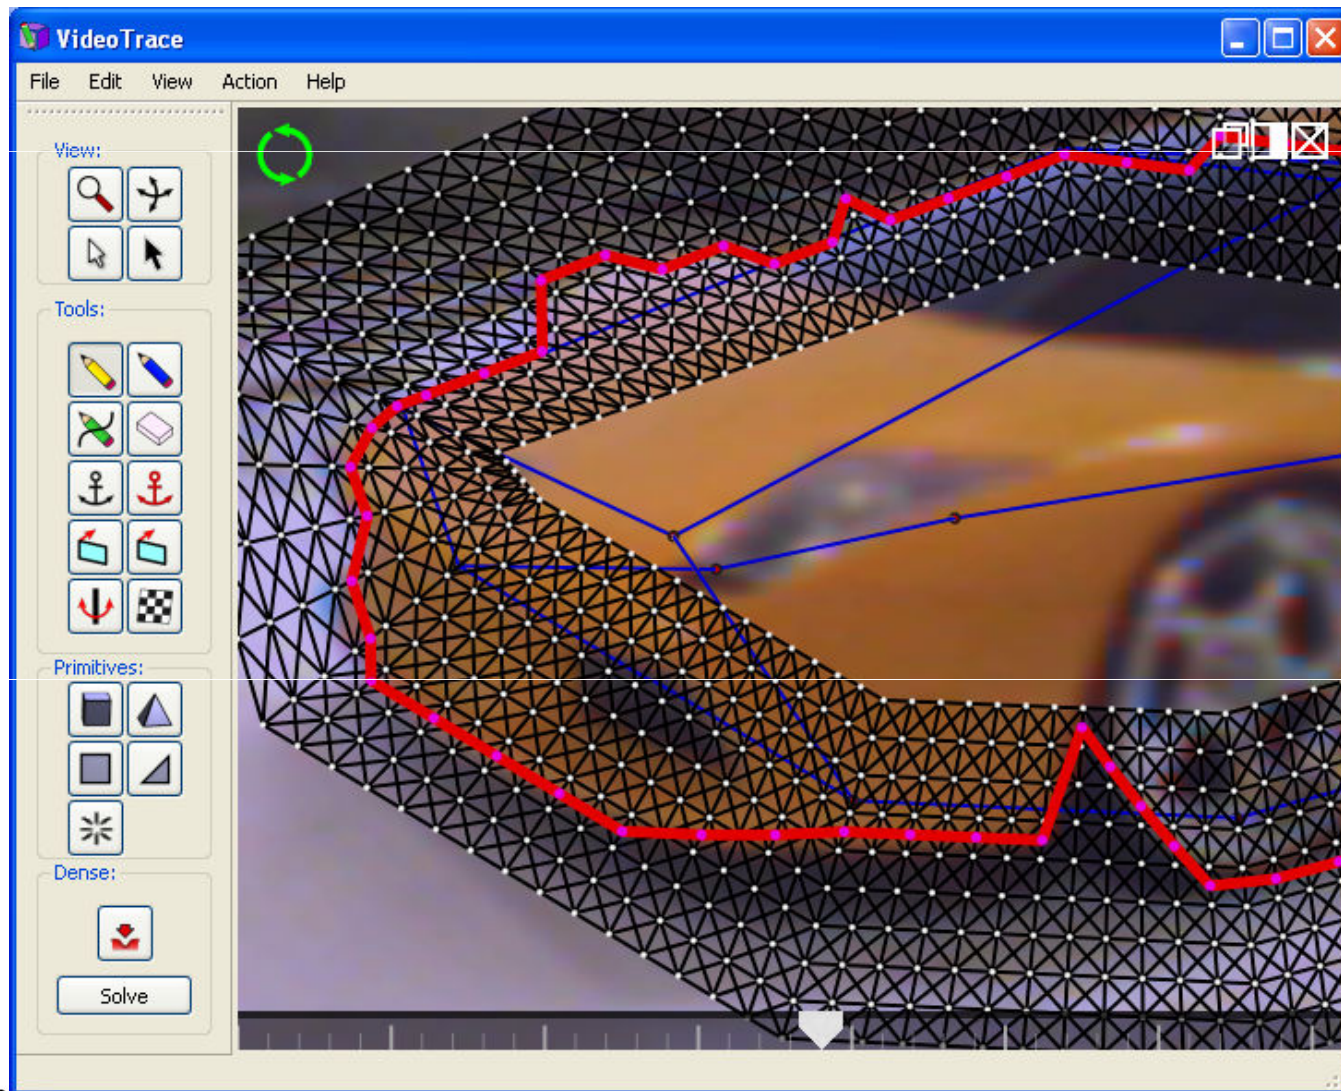 VideoTrace
File Edit View Action Help
View:
Tools:
Primitives:
Dense:
Solve